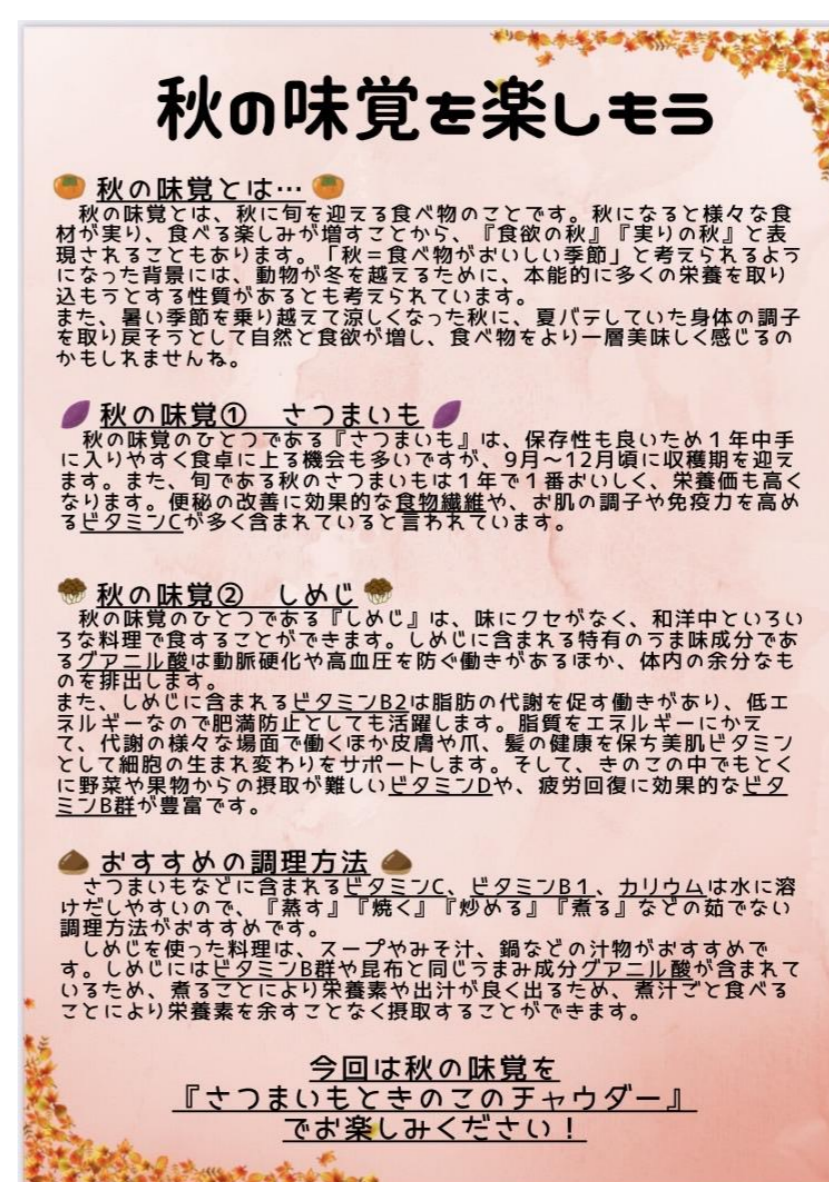 秋の味覚を楽しもう
秋の味覚とは…
秋の味覚とは、秋に旬を迎える食べ物のことです。秋になると様々な食
材が実り、食べる楽しみが増すことから、『食欲の秋』『実りの秋』と表
現されることもあります。「秋＝食べ物がおいしい季節」と考えられるよう
になった背景には、動物が冬を越えるために、本能的に多くの栄養を取り
込もうとする性質があるとも考えられています。
また、暑い季節を乗り越えて涼しくなった秋に、夏バテしていた身体の調子
を取り戻そうとして自然と食欲が増し、食べ物をより一層美味しく感じるの
かもしれませんね。
秋の味覚①　さつまいも
秋の味覚のひとつである『さつまいも』は、保存性も良いため１年中手
に入りやすく食卓に上る機会も多いですが、9月～12月頃に収穫期を迎え
ます。また、旬である秋のさつまいもは１年で１番おいしく、栄養価も高く
なります。便秘の改善に効果的な食物繊維や、お肌の調子や免疫力を高め
るビタミンCが多く含まれていると言われています。
秋の味覚②　しめじ
秋の味覚のひとつである『しめじ』は、味にクセがなく、和洋中といろい
ろな料理で食することができます。しめじに含まれる特有のうま味成分であ
るグアニル酸は動脈硬化や高血圧を防ぐ働きがあるほか、体内の余分なも
のを排出します。
また、しめじに含まれるビタミンB2は脂肪の代謝を促す働きがあり、低エ
ネルギーなので肥満防止としても活躍します。脂質をエネルギーにかえ
て、代謝の様々な場面で働くほか皮膚や爪、髪の健康を保ち美肌ビタミン
として細胞の生まれ変わりをサポートします。そして、きのこの中でもとく
に野菜や果物からの摂取が難しいビタミンDや、疲労回復に効果的なビタ
ミンB群が豊富です。
おすすめの調理方法
さつまいもなどに含まれるビタミンC、ビタミンB１、カリウムは水に溶
けだしやすいので、『蒸す』『焼く』『炒める』『煮る』などの茹でない
調理方法がおすすめです。
しめじを使った料理は、スープやみそ汁、鍋などの汁物がおすすめで
す。しめじにはビタミンB群や昆布と同じうまみ成分グアニル酸が含まれて
いるため、煮ることにより栄養素や出汁が良く出るため、煮汁ごと食べる
ことにより栄養素を余すことなく摂取することができます。
今回は秋の味覚を
『さつまいもときのこのチャウダー』
でお楽しみください！